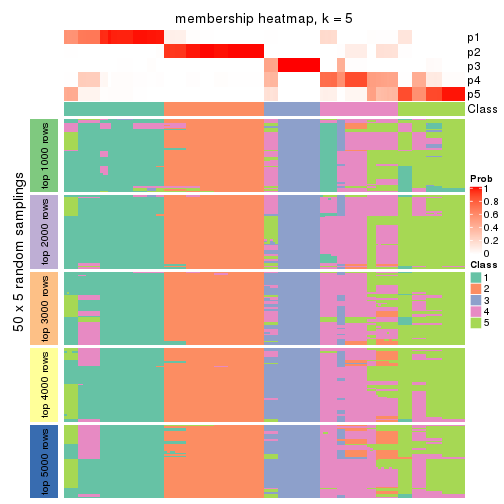 membership heatmap, k = 5
p1
p2
p3
p4
p5
Class
50 x 5 random samplings
top 1000 rows
top 2000 rows
top 3000 rows
top 4000 rows
top 5000 rows
Prob
1
0.8
0.6
0.4
0.2
0
Class
1
2
3
4
5